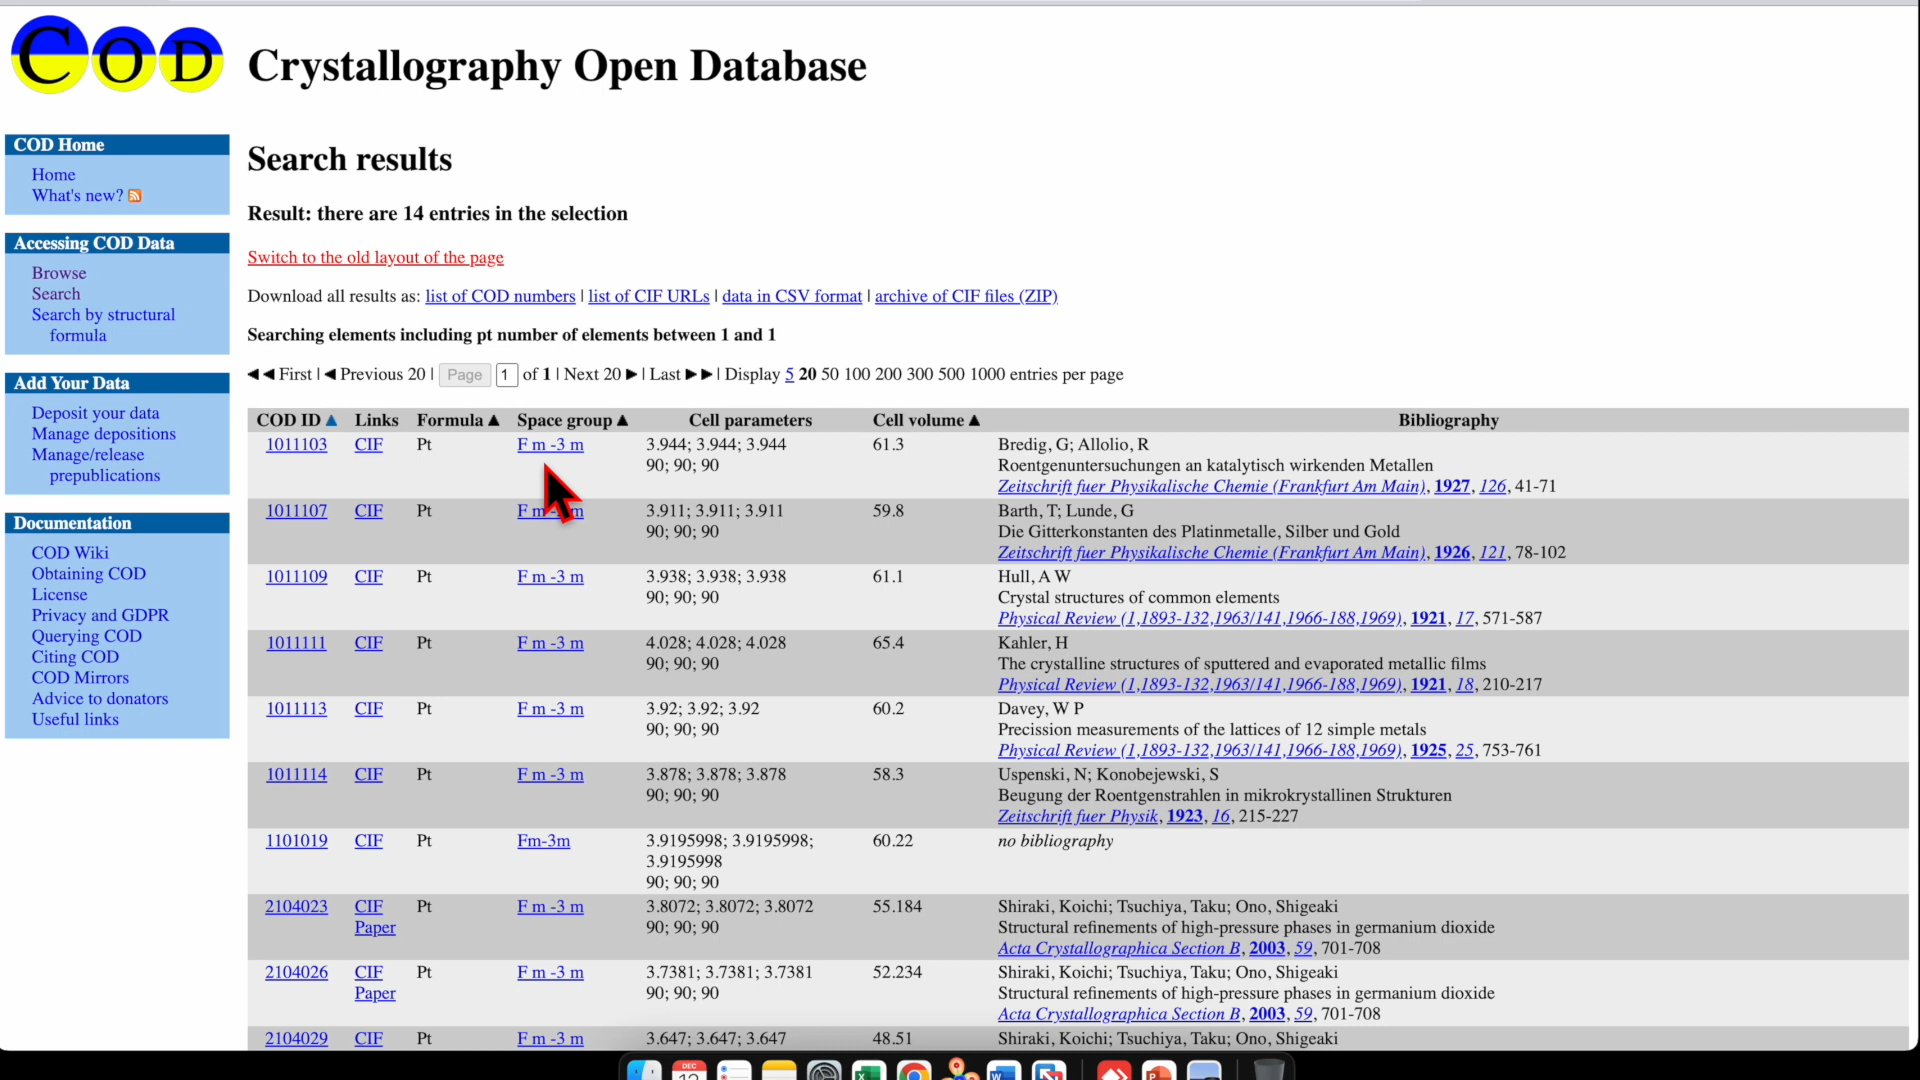 COD Crystallography Open Database
COD Home
Home
What's new?
Accessing COD Data
Browse
Search
Search by structural
formula
Add Your Data
Deposit your data
Manage depositions
Manage/release
prepublications
Documentation
COD Wiki
Obtaining COD
License
Privacy and GDPR
Querying COD
Citing COD
COD Mirrors
Advice to donators
Useful links
Search results
Result: there are 14 entries in the selection
Switch to the old layout of the page
Download all results as: list of COD numbers | list of CIF URLs | data in CSV format | archive of CIF files (ZIP)
Searching elements including pt number of elements between 1 and 1
◀◀ First | ◀ Previous 20 | Page 1 of 1 | Next 20 ▶ | Last ▶▶ | Display 5 20 50 100 200 300 500 1000 entries per page
COD ID ▲ Links Formula ▲ Space group ▲ Cell parameters Cell volume ▲ Bibliography
1011103 CIF Pt F m -3 m 3.944; 3.944; 3.944 61.3 Bredig, G; Allolio, R
90; 90; 90 Roentgenuntersuchungen an katalytisch wirkenden Metallen
Zeitschrift fuer Physikalische Chemie (Frankfurt Am Main), 1927, 126, 41-71
1011107 CIF Pt F m m 3.911; 3.911; 3.911 59.8 Barth, T; Lunde, G
90; 90; 90 Die Gitterkonstanten des Platinmetalle, Silber und Gold
Zeitschrift fuer Physikalische Chemie (Frankfurt Am Main), 1926, 121, 78-102
1011109 CIF Pt F m -3 m 3.938; 3.938; 3.938 61.1 Hull, A W
90; 90; 90 Crystal structures of common elements
Physical Review (1,1893-132,1963/141,1966-188,1969), 1921, 17, 571-587
1011111 CIF Pt F m -3 m 4.028; 4.028; 4.028 65.4 Kahler, H
90; 90; 90 The crystalline structures of sputtered and evaporated metallic films
Physical Review (1,1893-132,1963/141,1966-188,1969), 1921, 18, 210-217
1011113 CIF Pt F m -3 m 3.92; 3.92; 3.92 60.2 Davey, W P
90; 90; 90 Precission measurements of the lattices of 12 simple metals
Physical Review (1,1893-132,1963/141,1966-188,1969), 1925, 25, 753-761
1011114 CIF Pt F m -3 m 3.878; 3.878; 3.878 58.3 Uspenski, N; Konobejewski, S
90; 90; 90 Beugung der Roentgenstrahlen in mikrokrystallinen Strukturen
Zeitschrift fuer Physik, 1923, 16, 215-227
1101019 CIF Pt Fm-3m 3.9195998; 3.9195998; 60.22 no bibliography
3.9195998
90; 90; 90
2104023 CIF Pt F m -3 m 3.8072; 3.8072; 3.8072 55.184 Shiraki, Koichi; Tsuchiya, Taku; Ono, Shigeaki
Paper 90; 90; 90 Structural refinements of high-pressure phases in germanium dioxide
Acta Crystallographica Section B, 2003, 59, 701-708
2104026 CIF Pt F m -3 m 3.7381; 3.7381; 3.7381 52.234 Shiraki, Koichi; Tsuchiya, Taku; Ono, Shigeaki
Paper 90; 90; 90 Structural refinements of high-pressure phases in germanium dioxide
Acta Crystallographica Section B, 2003, 59, 701-708
2104029 CIF Pt F m -3 m 3.647; 3.647; 3.647 48.51 Shiraki, Koichi; Tsuchiya, Taku; Ono, Shigeaki
DEC